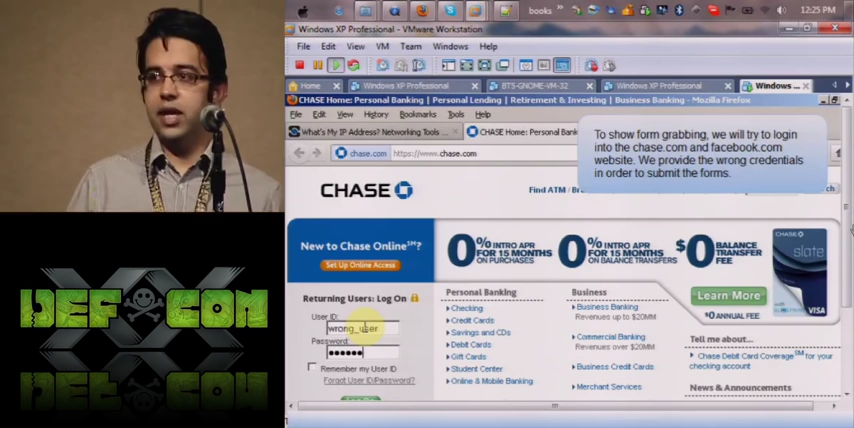 books
12:25 PM
Windows XP Professional - VMware Workstation
File Edit View VM Team Windows Help
Home Windows XP Professional BT5-GNOME-VM-32 Windows XP Professional Windows ...
CHASE Home: Personal Banking | Personal Lending | Retirement & Investing | Business Banking - Mozilla Firefox
File Edit View History Bookmarks Tools Help
What's My IP Address? Networking Tools ...
CHASE Home: Personal Bankin
chase.com https://www.chase.com
To show form grabbing, we will try to login
into the chase.com and facebook.com
website. We provide the wrong credentials
in order to submit the forms.
CHASE
Find ATM
New to Chase Online℠?
Set Up Online Access
0% INTRO APR
FOR 15 MONTHS
ON PURCHASES
0% INTRO APR
FOR 15 MONTHS
ON BALANCE TRANSFERS
$0 BALANCE
TRANSFER
FEE
CHASE
slate
VISA
Learn More
$0 ANNUAL FEE
Returning Users: Log On
User ID:
wrong_user
Password:
Remember my User ID
Forgot User ID/Password?
Personal Banking
Checking
Credit Cards
Savings and CDs
Debit Cards
Gift Cards
Student Center
Online & Mobile Banking
Business
Business Banking
Revenues up to $20MM
Commercial Banking
Revenues over $20MM
Business Credit Cards
Merchant Services
Tell me about...
Chase Debit Card Coverage℠ for your
checking account
News & Announcements
DEF CON
XX